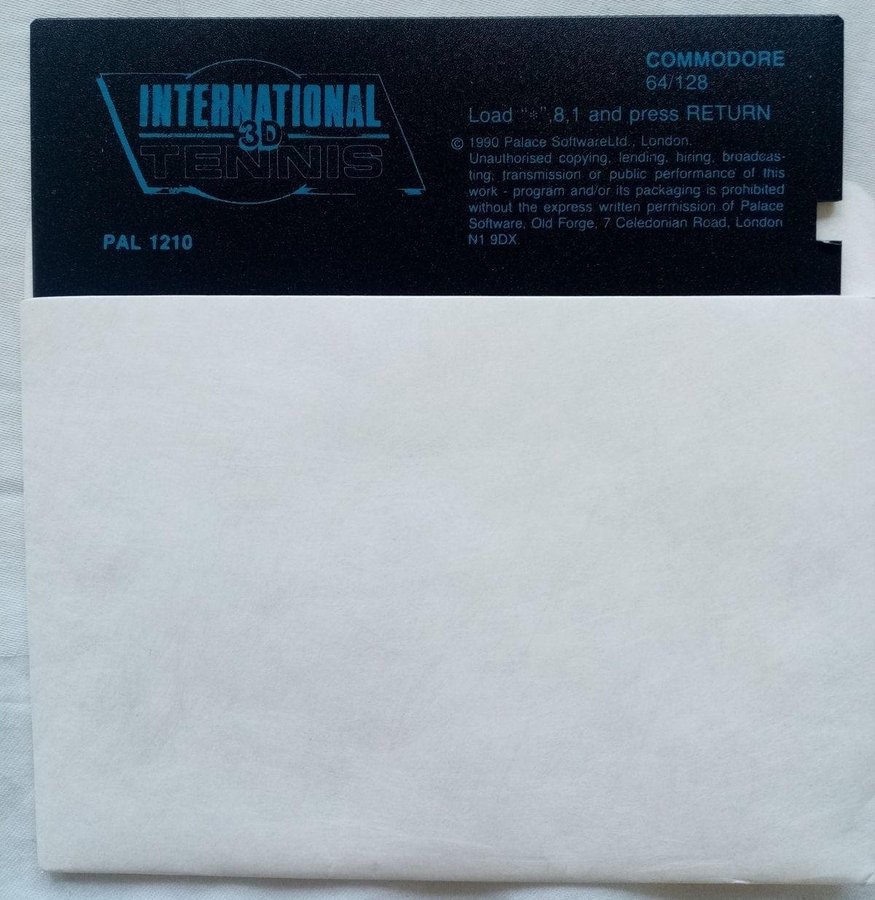 INTERNATIONAL
3D
TENNIS
PAL 1210
COMMODORE
64/128
Load "*",8,1 and press RETURN
© 1990 Palace SoftwareLtd., London.
Unauthorised copying, lending, hiring, broadcas-
ting, transmission or public performance of this
work - program and/or its packaging is prohibited
without the express written permission of Palace
Software, Old Forge, 7 Celedonian Road, London
N1 9DX